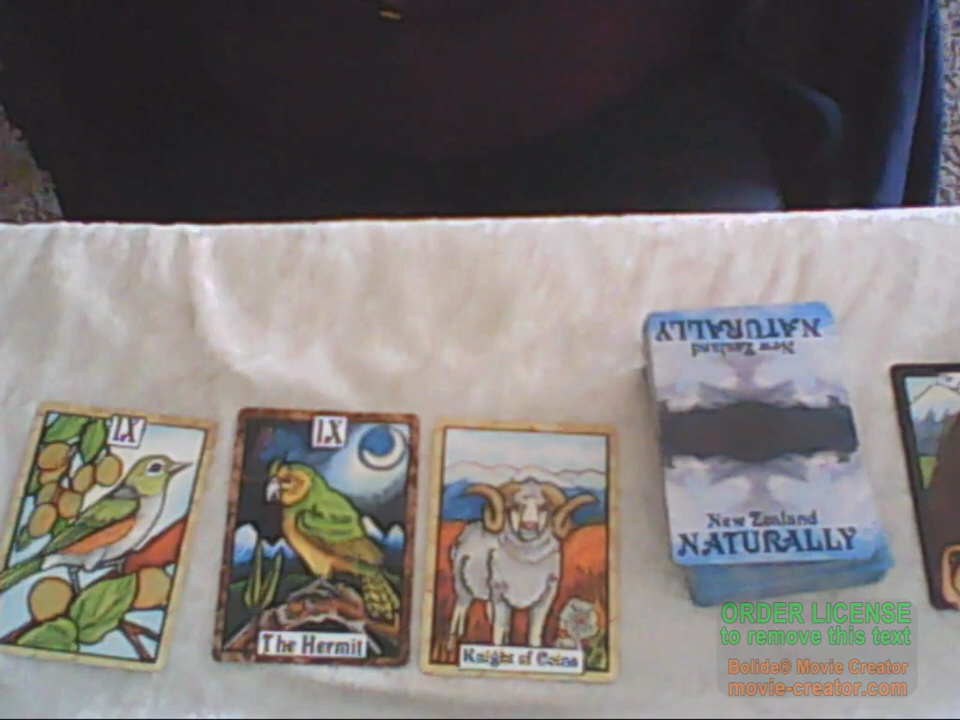 IX
IX
The Hermit
Knight of Coins
NATURALLY
New Zealand
New Zealand
NATURALLY
ORDER LICENSE
to remove this text
Bolide® Movie Creator
movie-creator.com